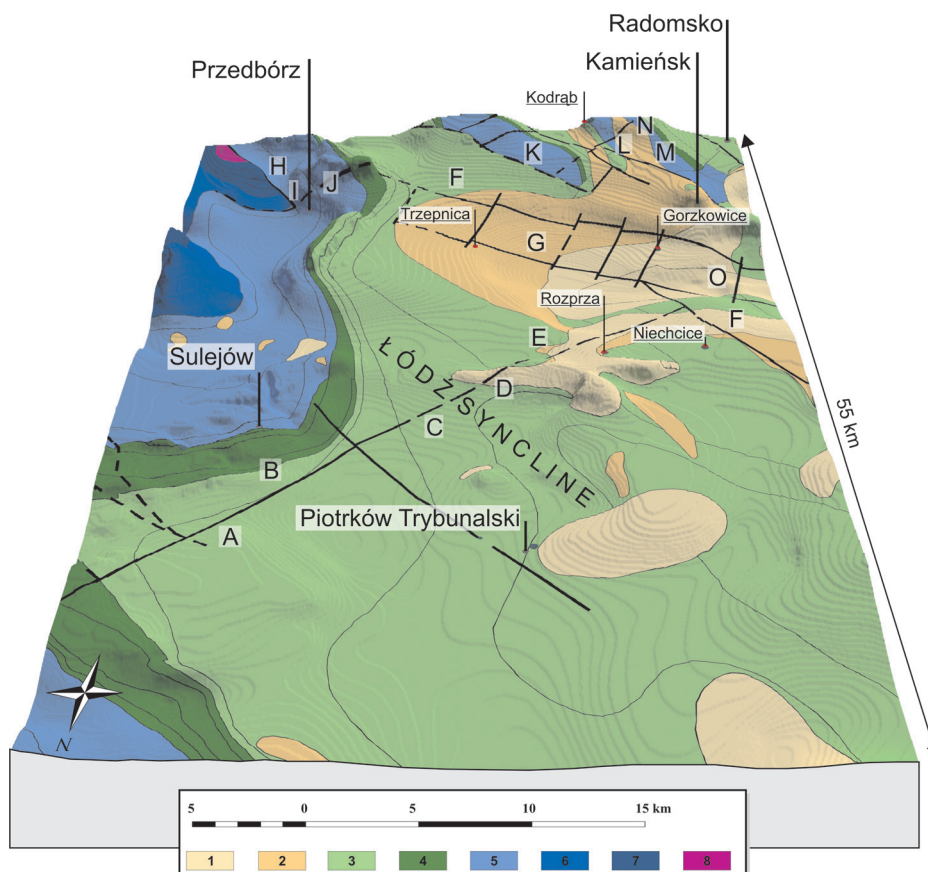 Radomsko
Kamieńsk
Przedbórz
Kodrąb
N
L
M
K
H
I
J
F
Trzepnica
Gorzkowice
G
O
Rozprza
F
E
Niechcice
Sulejów
D
C
ŁÓDŹ SYNCLINE
55 km
B
Piotrków Trybunalski
A
N
5 0 5 10 15 km
1 2 3 4 5 6 7 8